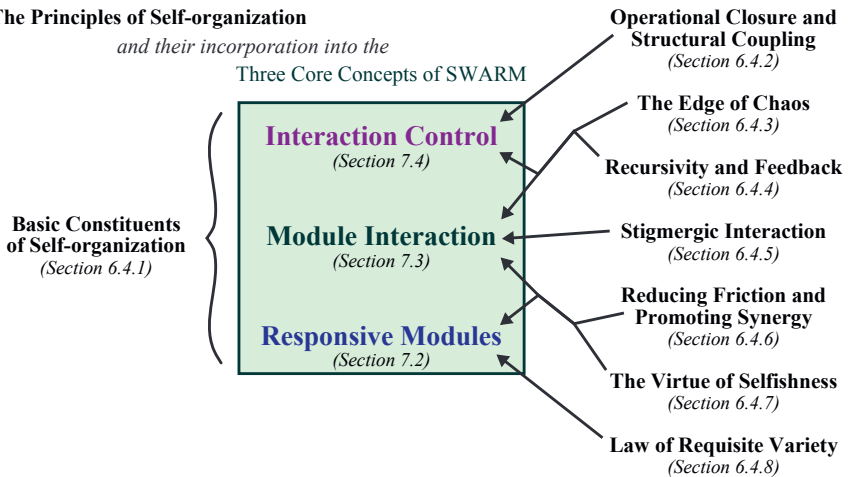 The Principles of Self-organization
and their incorporation into the
Three Core Concepts of SWARM
Basic Constituents
of Self-organization
(Section 6.4.1)
Interaction Control
(Section 7.4)
Module Interaction
(Section 7.3)
Responsive Modules
(Section 7.2)
Operational Closure and
Structural Coupling
(Section 6.4.2)
The Edge of Chaos
(Section 6.4.3)
Recursivity and Feedback
(Section 6.4.4)
Stigmergic Interaction
(Section 6.4.5)
Reducing Friction and
Promoting Synergy
(Section 6.4.6)
The Virtue of Selfishness
(Section 6.4.7)
Law of Requisite Variety
(Section 6.4.8)